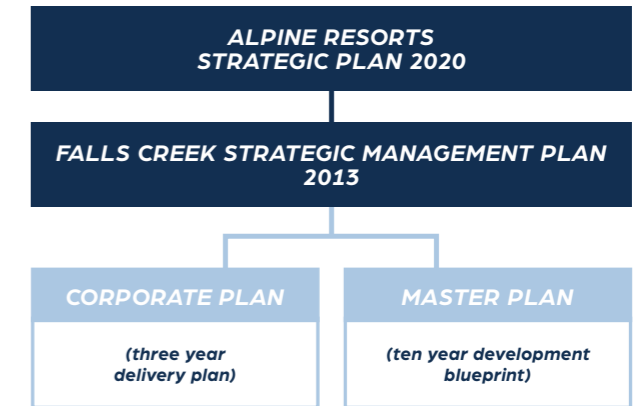 ALPINE RESORTS
STRATEGIC PLAN 2020
FALLS CREEK STRATEGIC MANAGEMENT PLAN
2013
CORPORATE PLAN
(three year
delivery plan)
MASTER PLAN
(ten year development
blueprint)